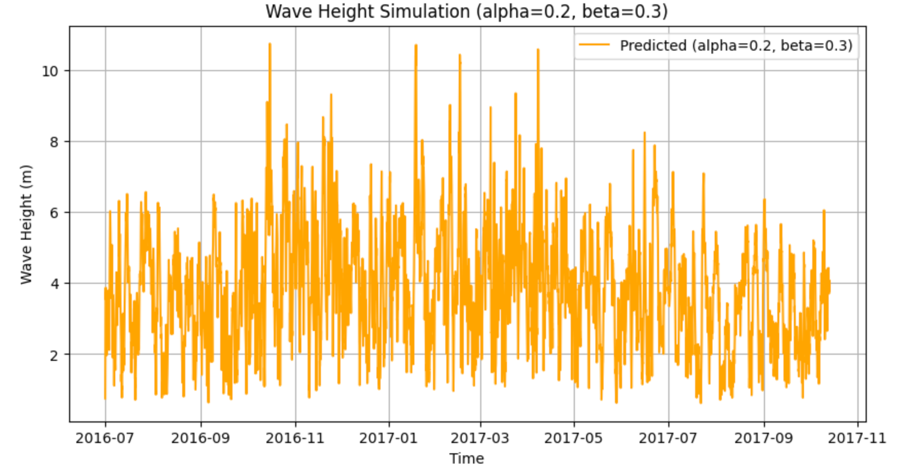 Wave Height Simulation (alpha=0.2, beta=0.3)
Predicted (alpha=0.2, beta=0.3)
Wave Height (m)
10
8
6
4
2
2016-07 2016-09 2016-11 2017-01 2017-03 2017-05 2017-07 2017-09 2017-11
Time